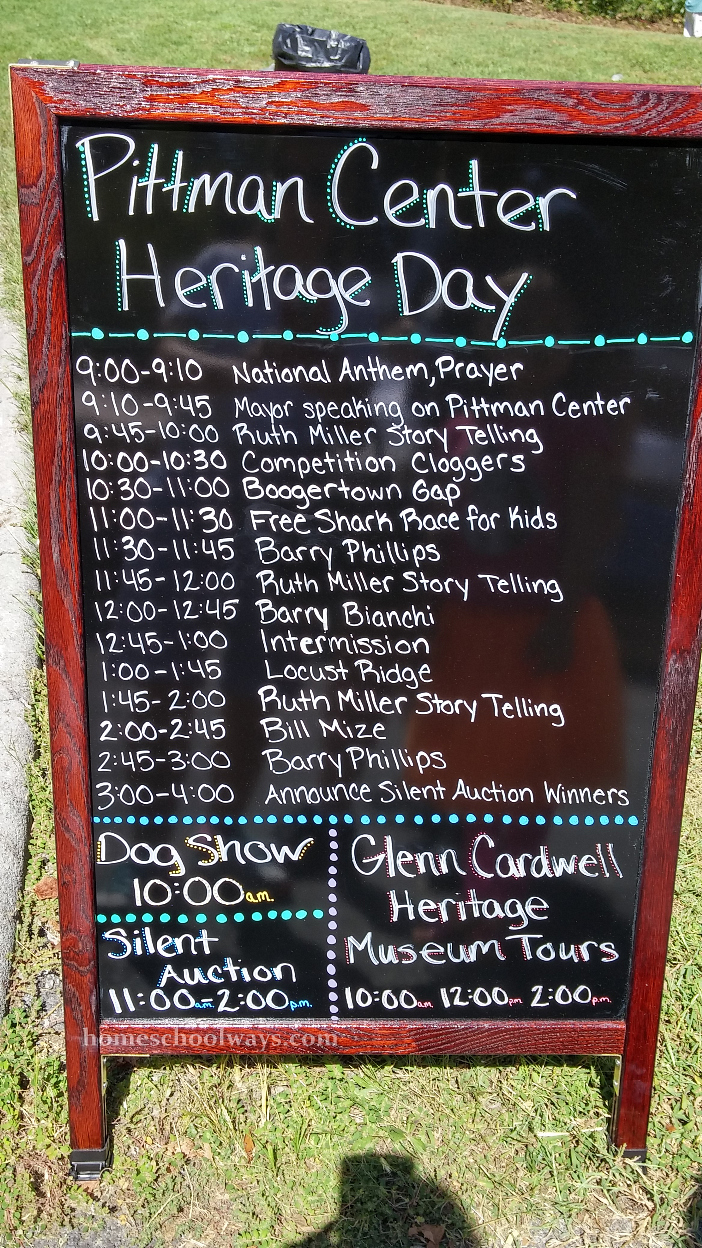 Pittman Center
Heritage Day
9:00-9:10 National Anthem, Prayer
9:10-9:45 Mayor speaking on Pittman Center
9:45-10:00 Ruth Miller Story Telling
10:00-10:30 Competition Cloggers
10:30-11:00 Boogertown Gap
11:00-11:30 Free Shark Race for Kids
11:30-11:45 Barry Phillips
11:45-12:00 Ruth Miller Story Telling
12:00-12:45 Barry Bianchi
12:45-1:00 Intermission
1:00-1:45 Locust Ridge
1:45-2:00 Ruth Miller Story Telling
2:00-2:45 Bill Mize
2:45-3:00 Barry Phillips
3:00-4:00 Announce Silent Auction Winners
Dog Show
10:00 a.m.
Silent
Auction
11:00 a.m.-2:00 p.m.
Glenn Cardwell
Heritage
Museum Tours
10:00 a.m. 12:00 p.m. 2:00 p.m.
homeschoolways.com